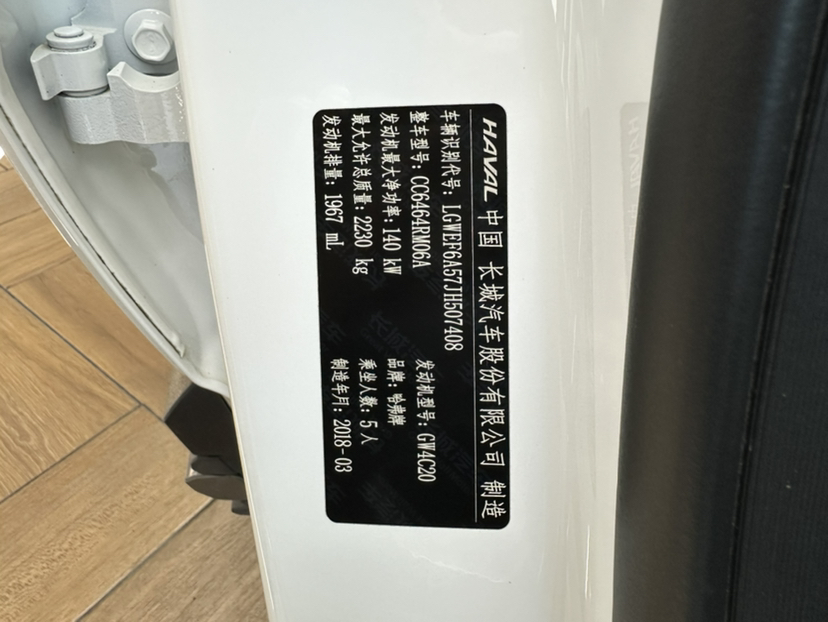 HAVAL 中国 长城汽车股份有限公司 制造
车辆识别代号: LGWEF6A57JH507408
整车型号: CC6464RM06A 发动机型号: GW4C20
发动机最大净功率: 140 kW 品牌: 哈弗牌
最大允许总质量: 2230 kg 乘坐人数: 5 人
发动机排量: 1967 mL 制造年月: 2018-03